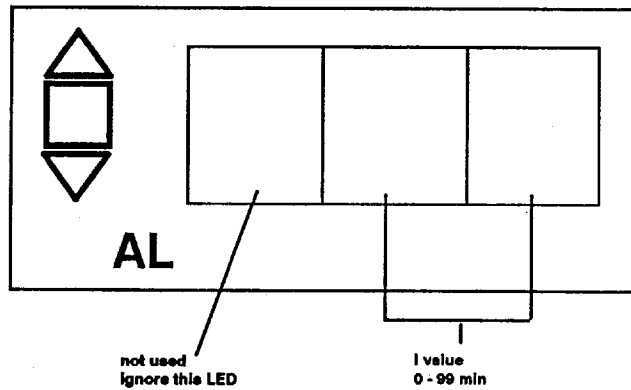 AL
not used
ignore this LED
I value
0 - 99 min